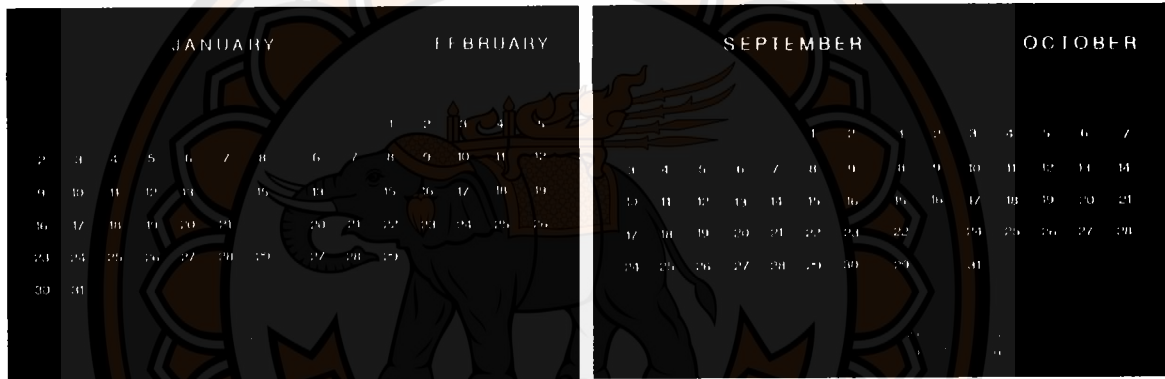 JANUARY
2 3 4 5 6 7 8
9 10 11 12 13 15
16 17 18 19 20 21
23 24 25 26 27 28 29
30 31
FEBRUARY
1 2 3 4 5
6 7 8 9 10 11 12
13 15 16 17 18 19
20 21 22 23 24 25 26
27 28 29
SEPTEMBER
1 2
3 4 5 6 7 8 9
10 11 12 13 14 15 16
17 18 19 20 21 22 23
24 25 26 27 28 29 30
OCTOBER
1 2 3 4 5 6 7
8 9 10 11 12 13 14
15 16 17 18 19 20 21
22 24 25 26 27 28
29 31